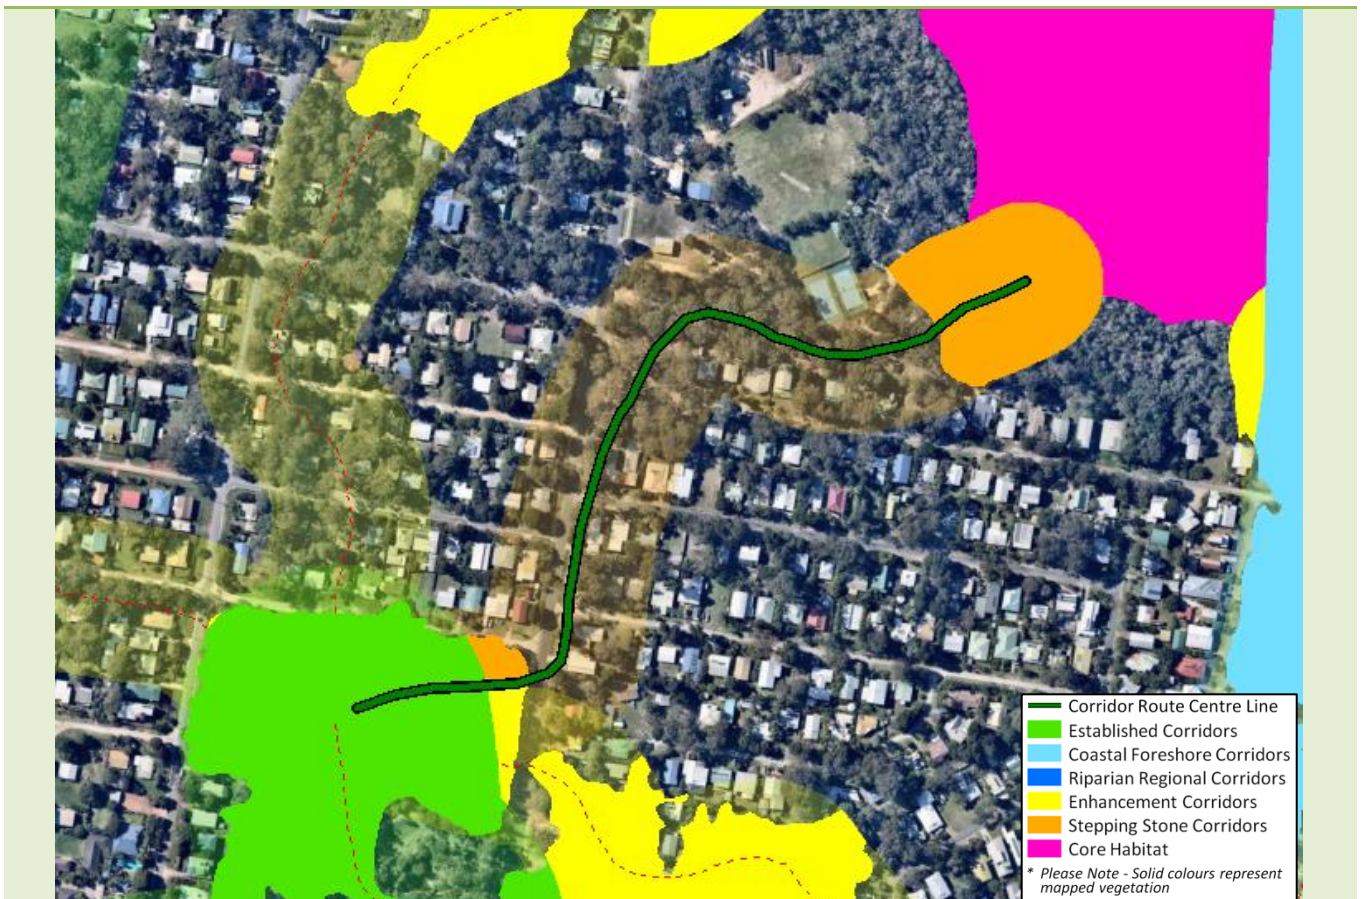 Corridor Route Centre Line
Established Corridors
Coastal Foreshore Corridors
Riparian Regional Corridors
Enhancement Corridors
Stepping Stone Corridors
Core Habitat
* Please Note - Solid colours represent
mapped vegetation